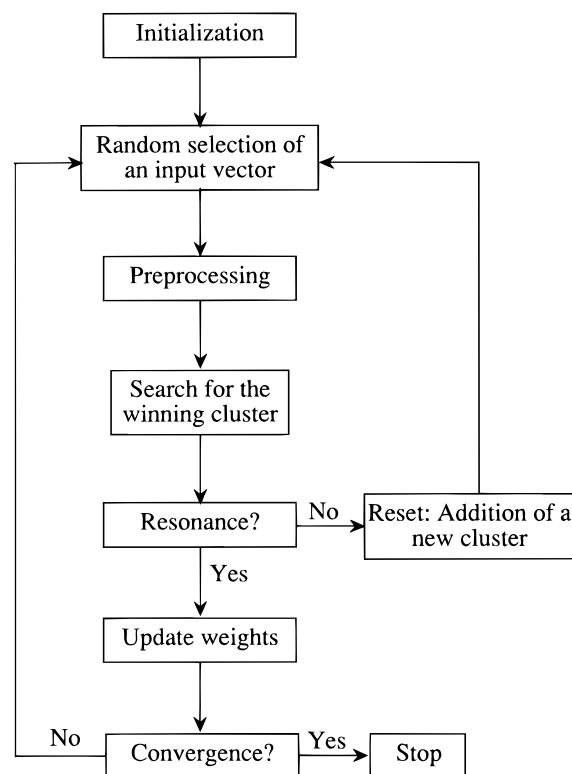 Initialization
Random selection of
an input vector
Preprocessing
Search for the
winning cluster
Resonance?
No
Reset: Addition of a
new cluster
Yes
Update weights
No
Convergence?
Yes
Stop